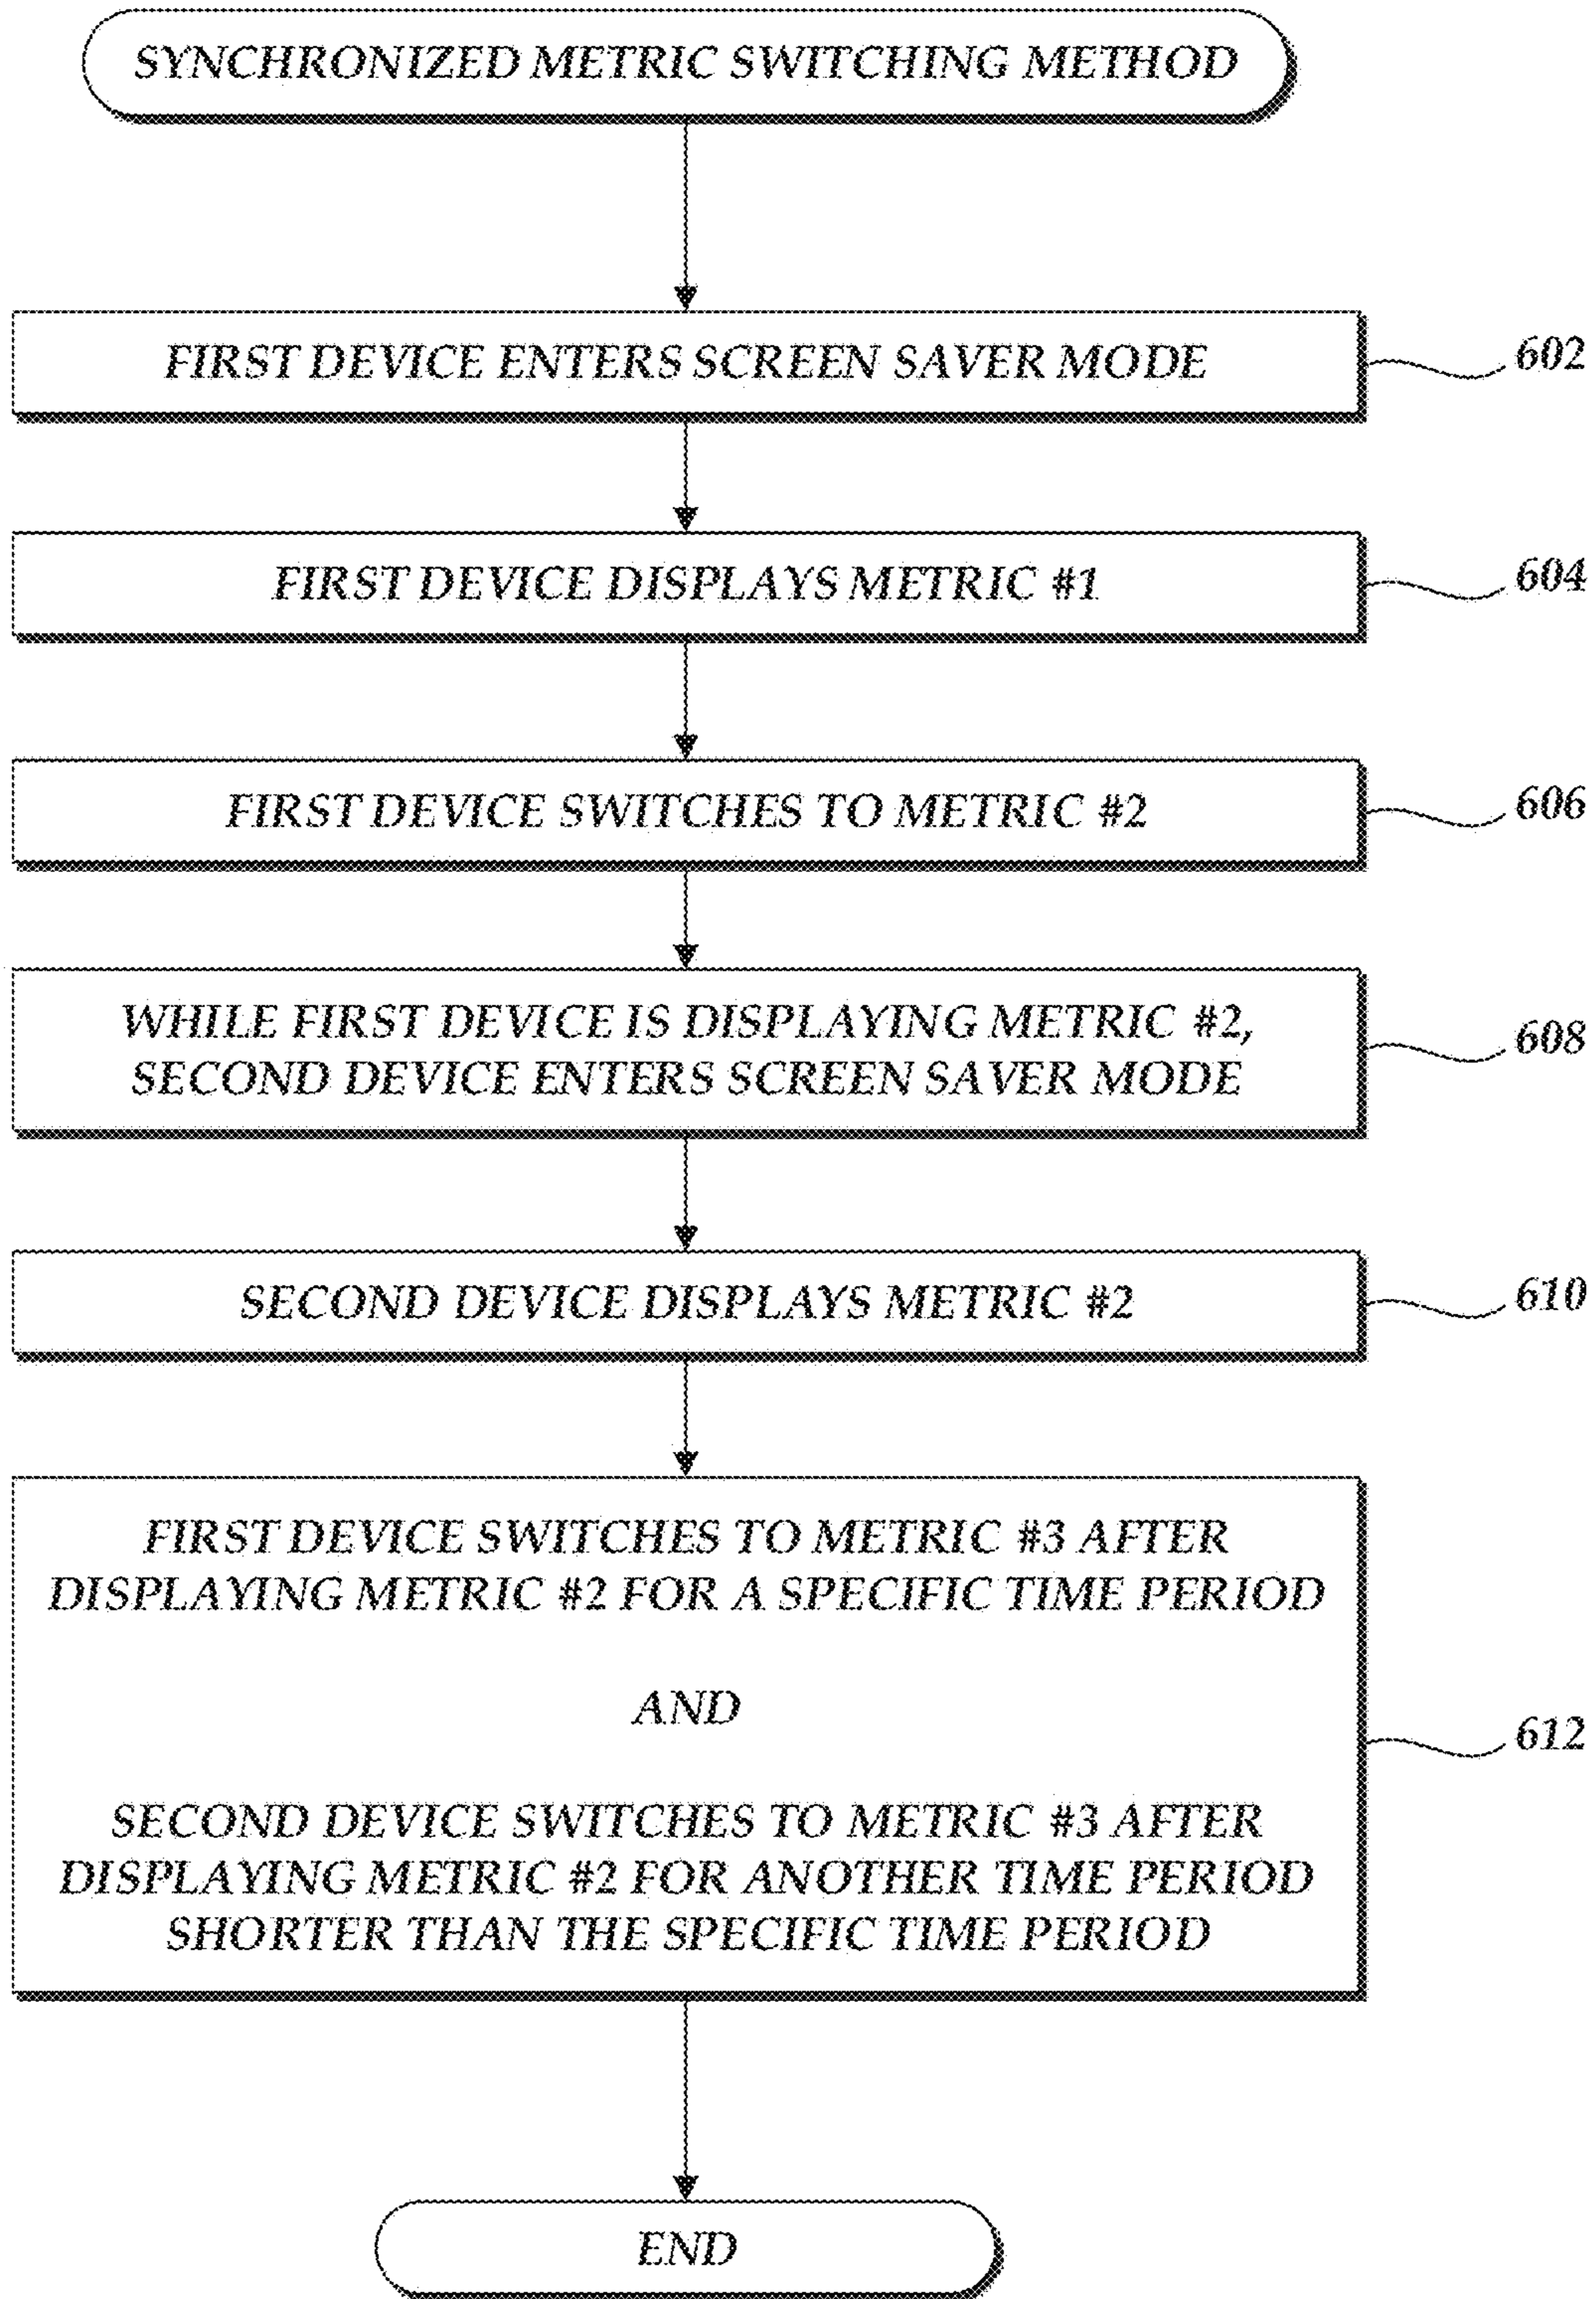 SYNCHRONIZED METRIC SWITCHING METHOD
FIRST DEVICE ENTERS SCREEN SAVER MODE
602
FIRST DEVICE DISPLAYS METRIC #1
604
FIRST DEVICE SWITCHES TO METRIC #2
606
WHILE FIRST DEVICE IS DISPLAYING METRIC #2,
SECOND DEVICE ENTERS SCREEN SAVER MODE
608
SECOND DEVICE DISPLAYS METRIC #2
610
FIRST DEVICE SWITCHES TO METRIC #3 AFTER
DISPLAYING METRIC #2 FOR A SPECIFIC TIME PERIOD
AND
SECOND DEVICE SWITCHES TO METRIC #3 AFTER
DISPLAYING METRIC #2 FOR ANOTHER TIME PERIOD
SHORTER THAN THE SPECIFIC TIME PERIOD
612
END